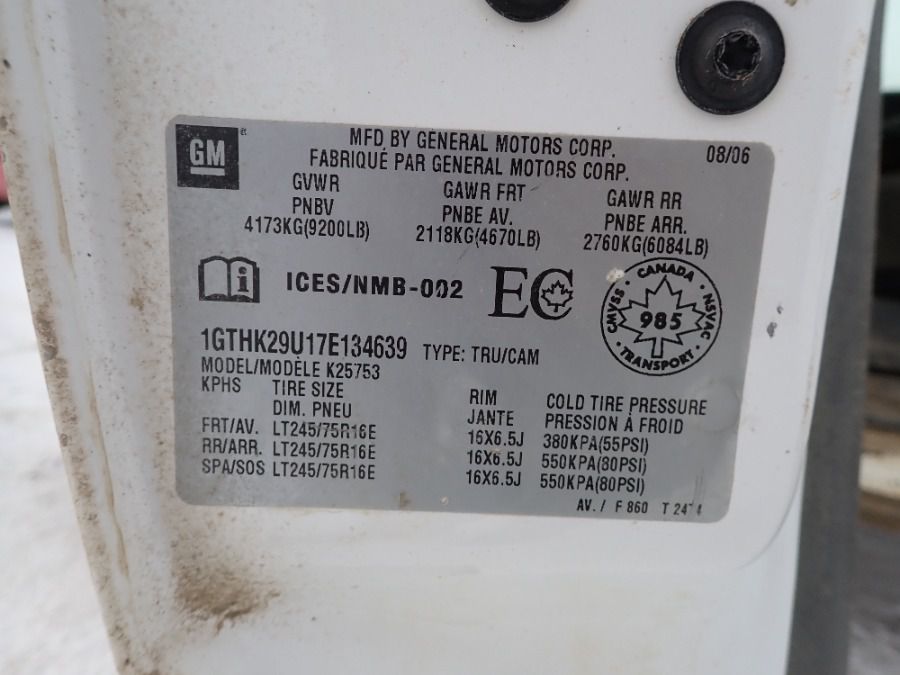 GM
MFD BY GENERAL MOTORS CORP.
FABRIQUÉ PAR GENERAL MOTORS CORP.
08/06
GVWR GAWR FRT GAWR RR
PNBV PNBE AV. PNBE ARR.
4173KG(9200LB) 2118KG(4670LB) 2760KG(6084LB)
ICES/NMB-002 EC
CANADA
CMVSS 985 NSVAC
TRANSPORT
1GTHK29U17E134639 TYPE: TRU/CAM
MODEL/MODÈLE K25753
KPHS TIRE SIZE RIM COLD TIRE PRESSURE
DIM. PNEU JANTE PRESSION À FROID
FRT/AV. LT245/75R16E 16X6.5J 380KPA(55PSI)
RR/ARR. LT245/75R16E 16X6.5J 550KPA(80PSI)
SPA/SOS LT245/75R16E 16X6.5J 550KPA(80PSI)
AV. / F 860